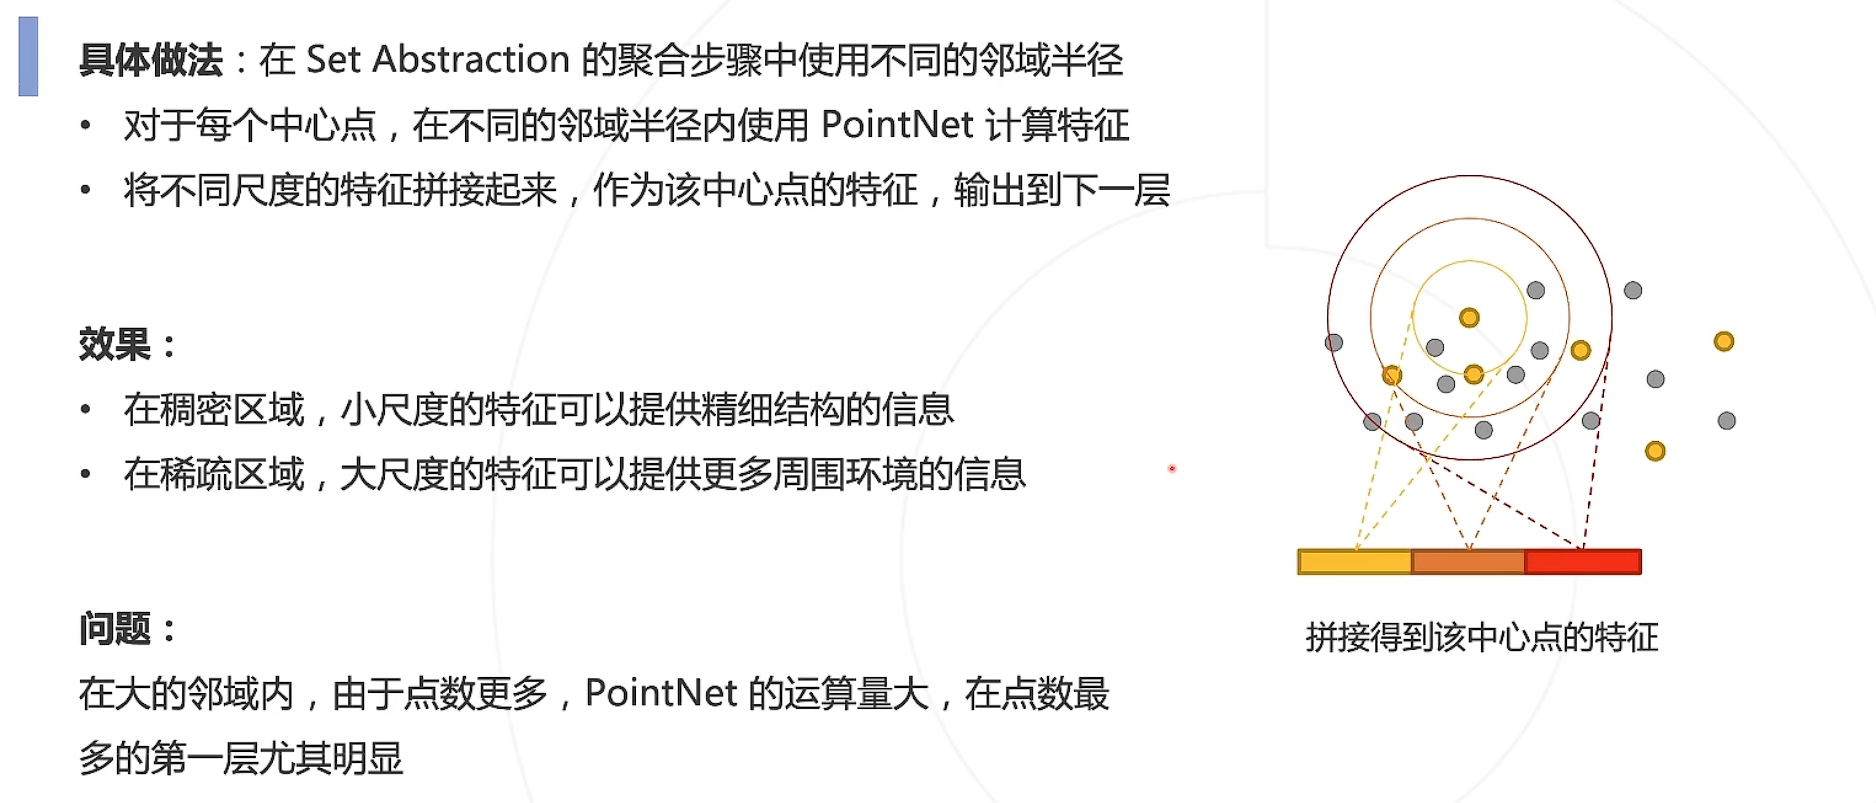 具体做法：在 Set Abstraction 的聚合步骤中使用不同的邻域半径
• 对于每个中心点，在不同的邻域半径内使用 PointNet 计算特征
• 将不同尺度的特征拼接起来，作为该中心点的特征，输出到下一层
效果：
• 在稠密区域，小尺度的特征可以提供精细结构的信息
• 在稀疏区域，大尺度的特征可以提供更多周围环境的信息
问题：
在大的邻域内，由于点数更多，PointNet 的运算量大，在点数最
多的第一层尤其明显
拼接得到该中心点的特征